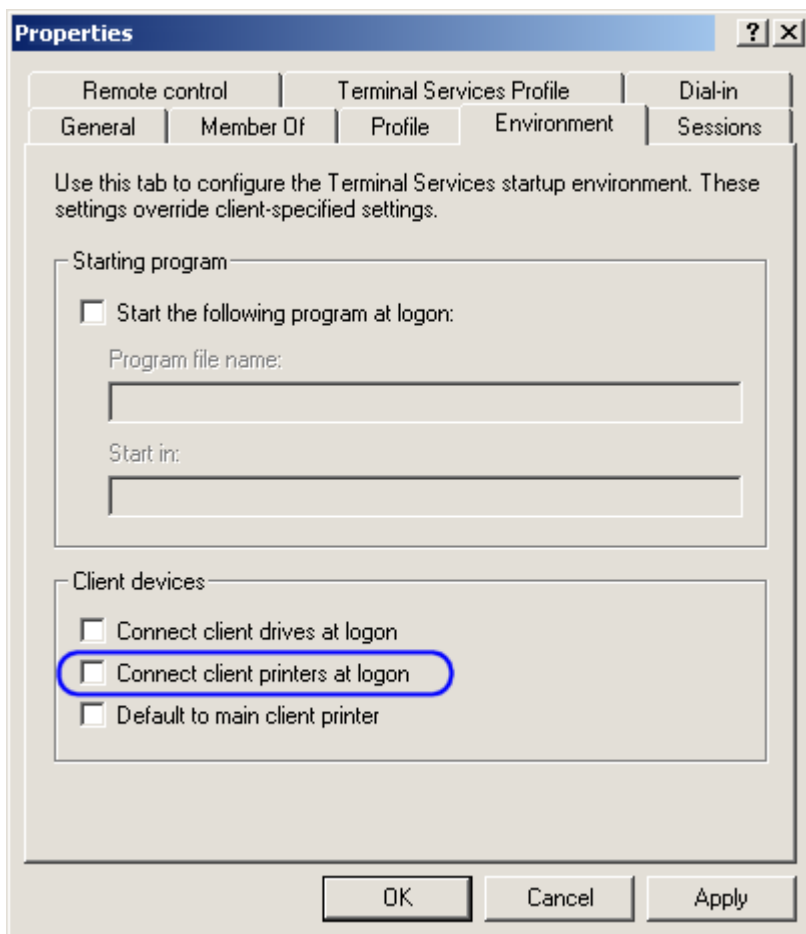 Properties
Remote control Terminal Services Profile Dial-in
General Member Of Profile Environment Sessions
Use this tab to configure the Terminal Services startup environment. These
settings override client-specified settings.
Starting program
Start the following program at logon:
Program file name:
Start in:
Client devices
Connect client drives at logon
Connect client printers at logon
Default to main client printer
OK Cancel Apply